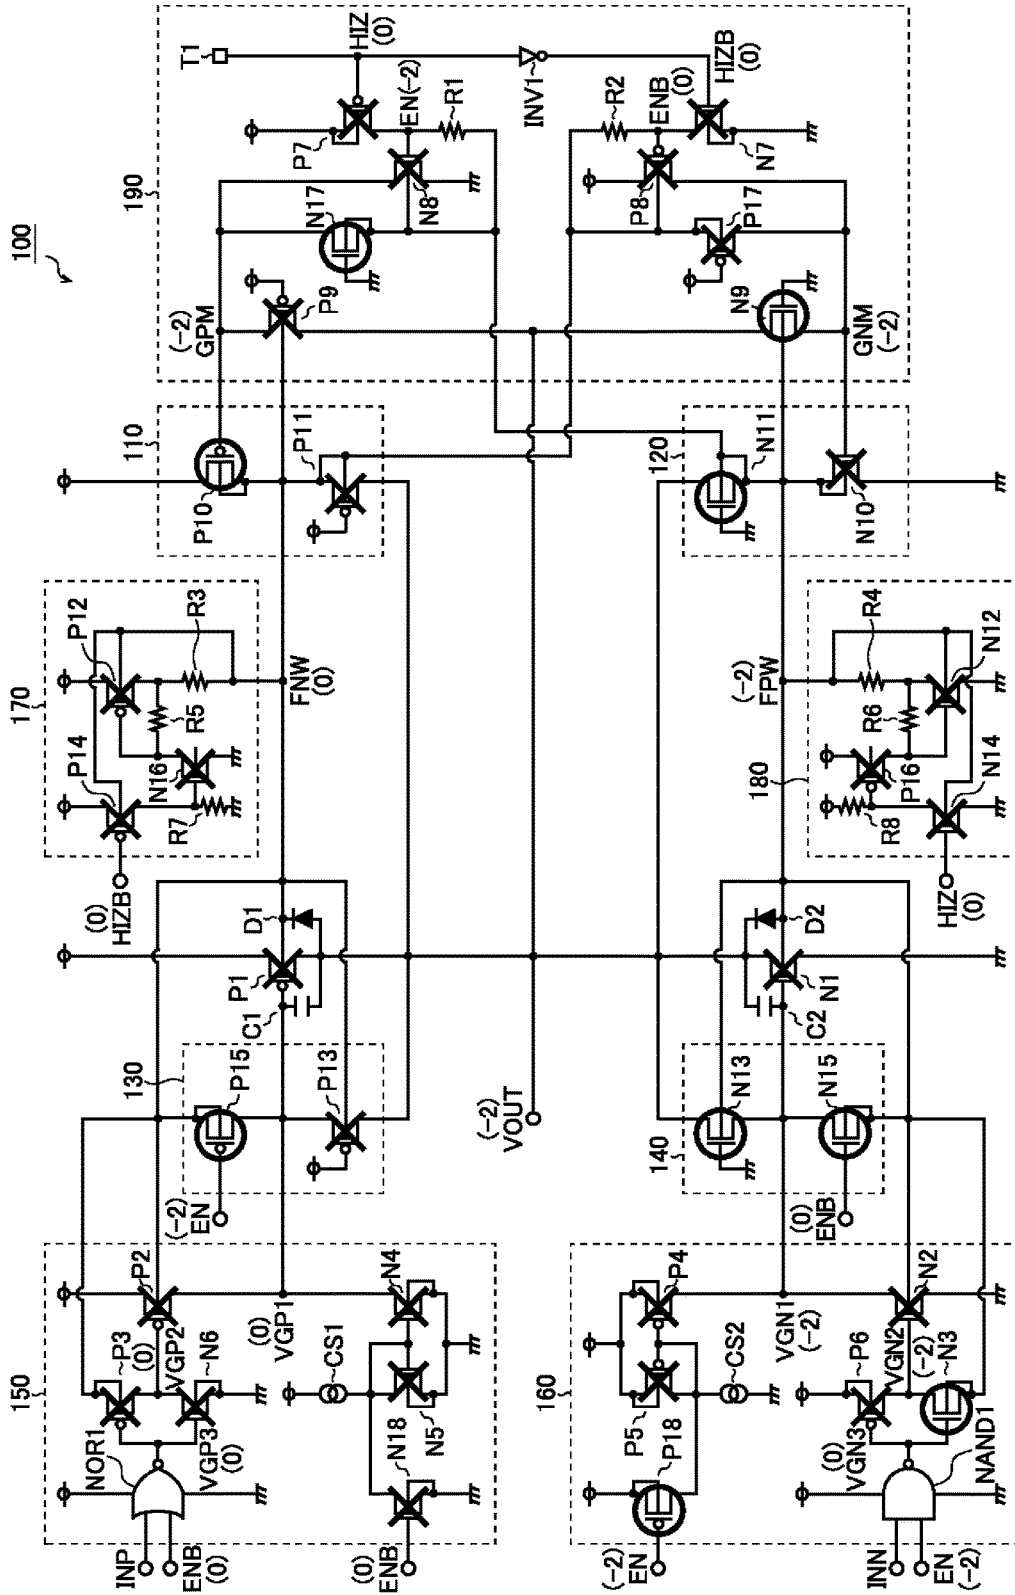 100
150
NOR1
INP
ENB
(0)
P3
(0)
VGP2
N6
VGP3
(0)
P2
(0)
VGP1
CS1
N4
N18
N5
(0)
ENB
130
(-2)
EN
P15
P13
C1
P1
D1
170
(0)
HIZB
P14
P12
N16
R7
R5
R3
FNW
(0)
110
P10
P11
190
(-2)
GPM
P9
N17
N8
P7
EN(-2)
R1
T1
HIZ
(0)
INV1
(-2)
VOUT
160
P5
P4
P18
EN
(-2)
CS2
VGN1
(-2)
P6
(0)
VGN3
VGN2
(-2)
N3
N2
NAND1
INN
EN
(-2)
140
N13
N15
(0)
ENB
C2
N1
D2
(-2)
FPW
180
HIZ
(0)
R8
P16
R6
R4
N14
N12
120
N11
N10
N9
GNM
(-2)
P8
P17
R2
ENB
(0)
N7
HIZB
(0)